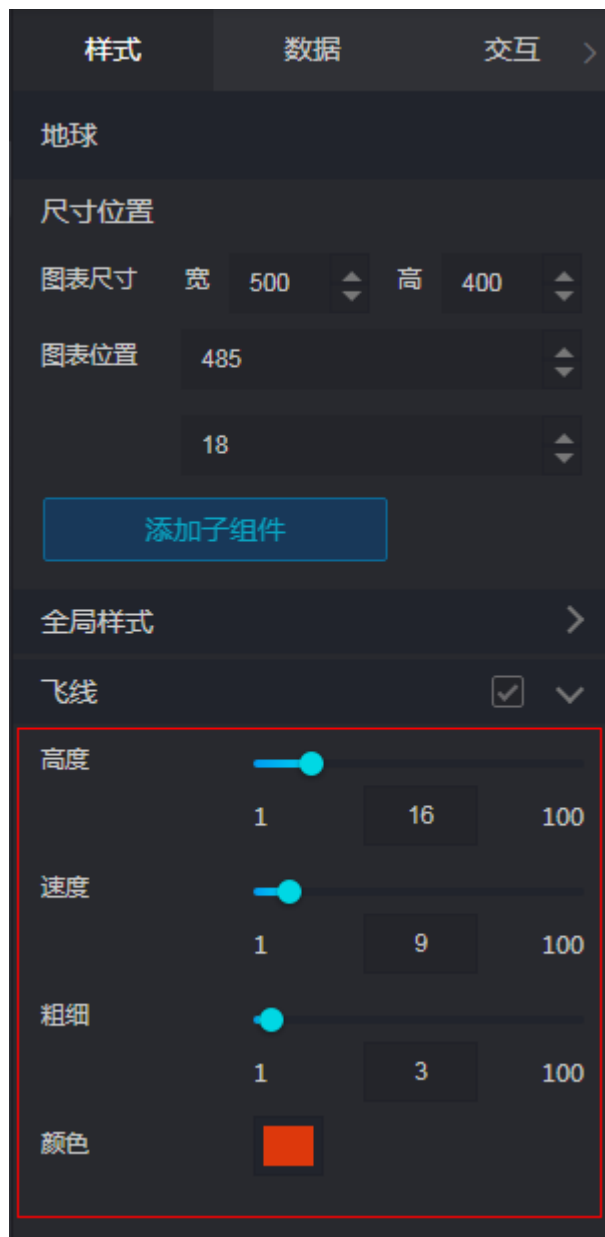 样式 数据 交互
地球
尺寸位置
图表尺寸 宽 500 高 400
图表位置 485
18
添加子组件
全局样式
飞线
高度
1 16 100
速度
1 9 100
粗细
1 3 100
颜色